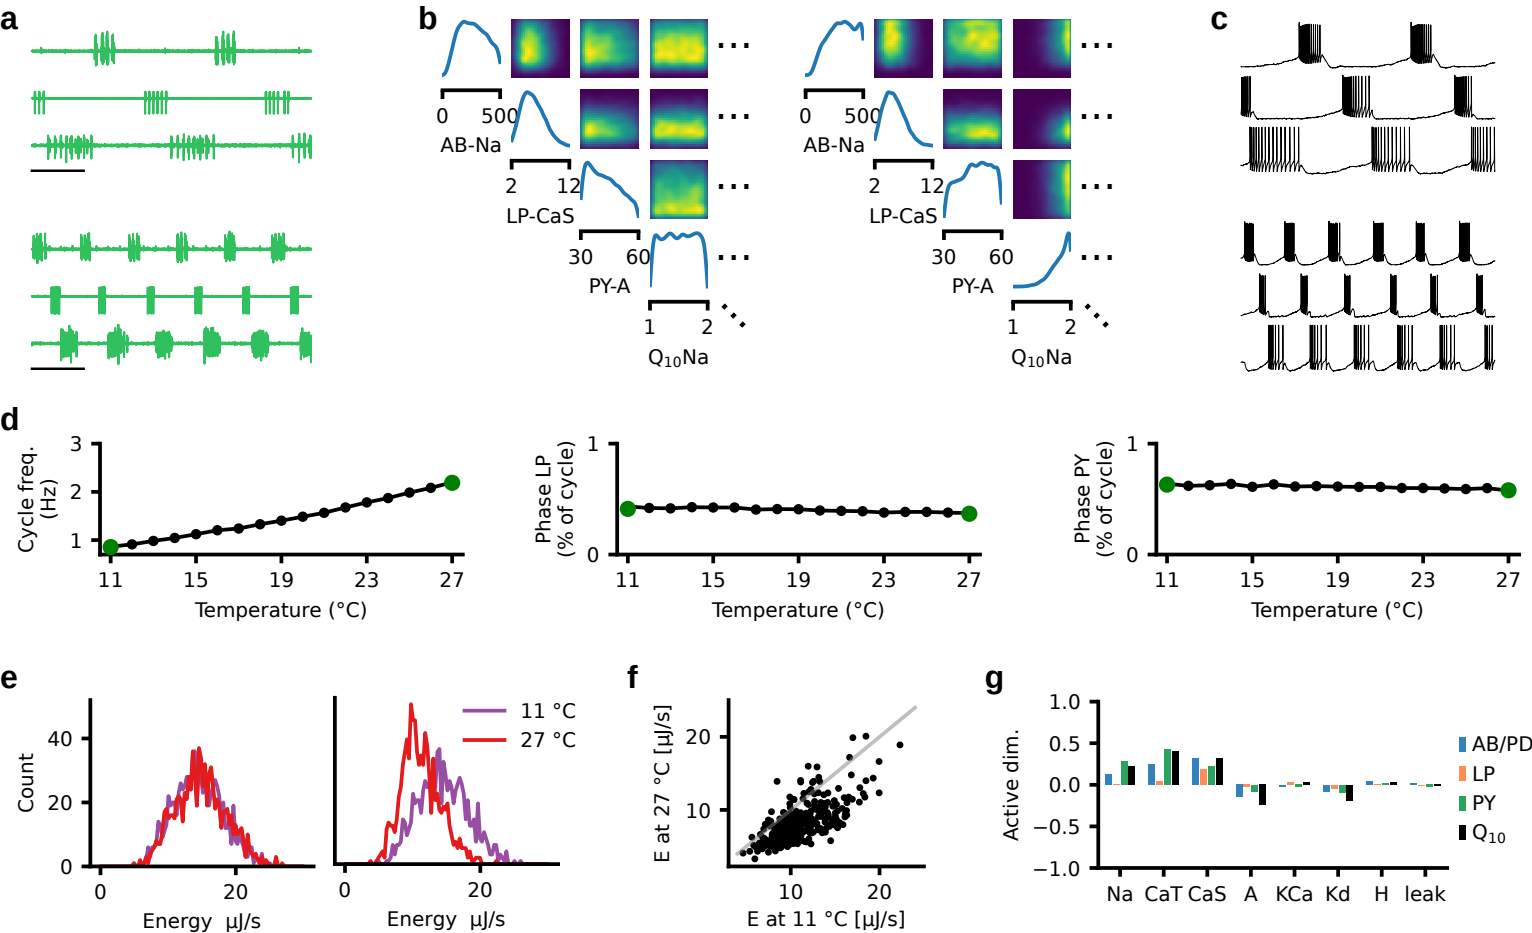 a
b
c
0 500
AB-Na
2 12
LP-CaS
30 60
PY-A
1 2
Q10Na
0 500
AB-Na
2 12
LP-CaS
30 60
PY-A
1 2
Q10Na
d
Cycle freq.
(Hz)
3
2
1
11 15 19 23 27
Temperature (°C)
Phase LP
(% of cycle)
1
0
11 15 19 23 27
Temperature (°C)
Phase PY
(% of cycle)
1
0
11 15 19 23 27
Temperature (°C)
e
Count
40
20
0
0 20
Energy μJ/s
11 °C
27 °C
0 20
Energy μJ/s
f
E at 27 °C [μJ/s]
20
10
10 20
E at 11 °C [μJ/s]
g
Active dim.
1.0
0.5
0.0
−0.5
−1.0
Na CaT CaS A KCa Kd H leak
AB/PD
LP
PY
Q10